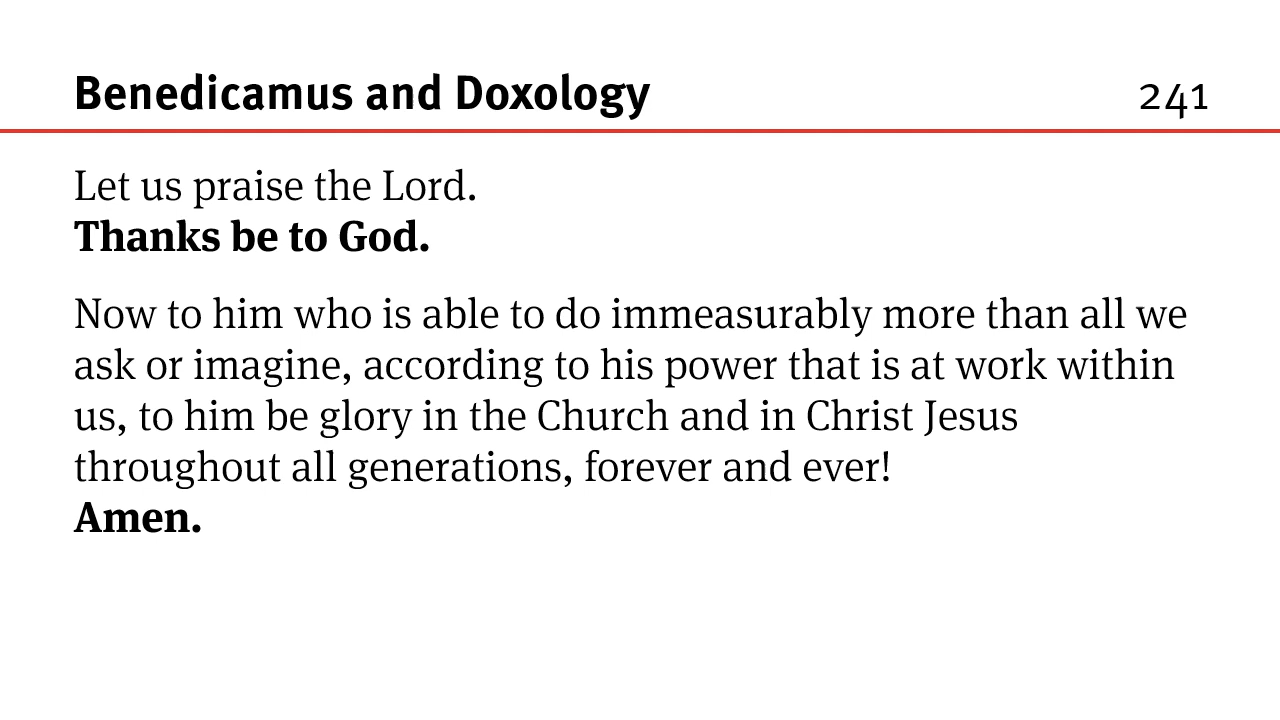 Benedicamus and Doxology 241
Let us praise the Lord.
Thanks be to God.
Now to him who is able to do immeasurably more than all we
ask or imagine, according to his power that is at work within
us, to him be glory in the Church and in Christ Jesus
throughout all generations, forever and ever!
Amen.